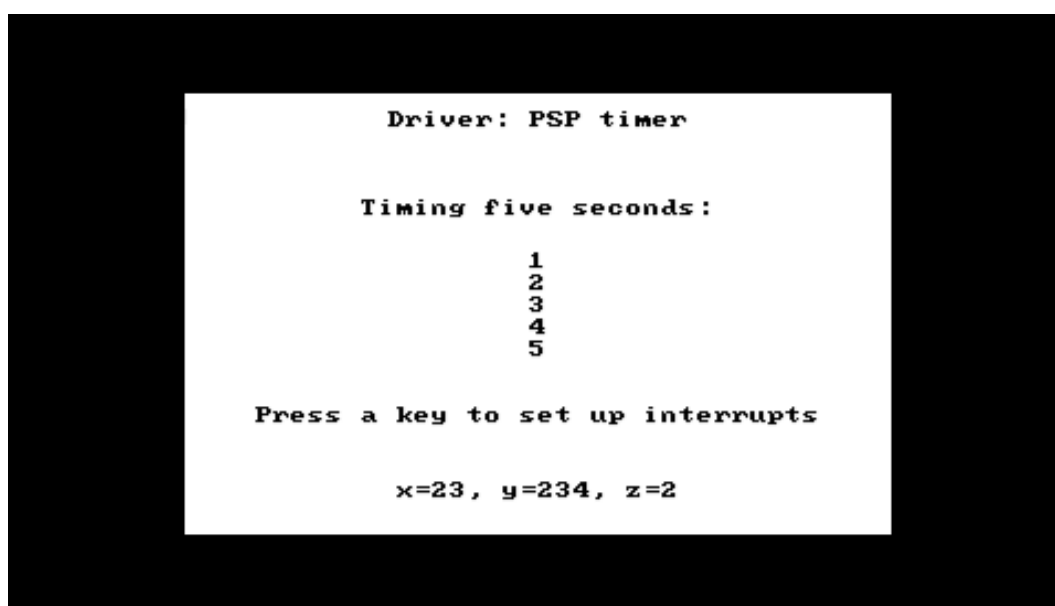 Driver: PSP timer
Timing five seconds:
1
2
3
4
5
Press a key to set up interrupts
x=23, y=234, z=2